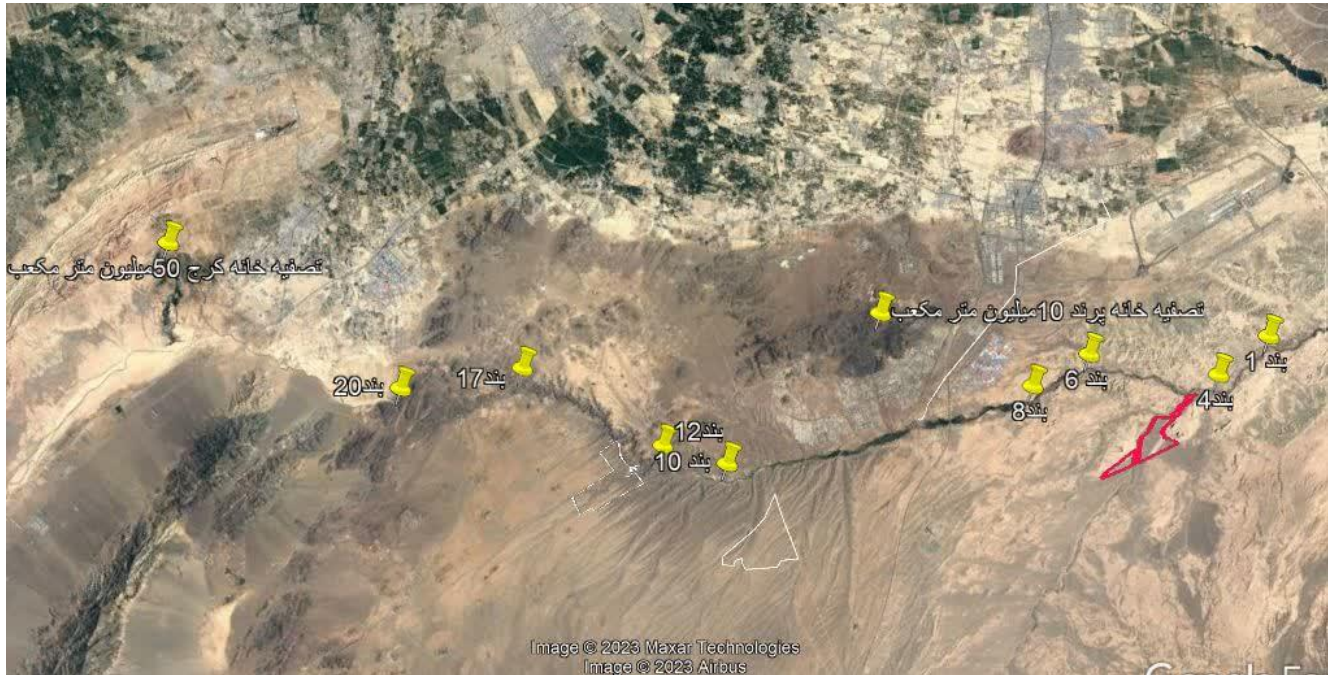 تصفیه خانه کرج 50میلیون متر مکعب
تصفیه خانه پرند 10میلیون متر مکعب
بند 1
بند4
بند 6
بند8
بند 10
بند12
بند17
بند20
Image © 2023 Maxar Technologies
Image © 2023 Airbus